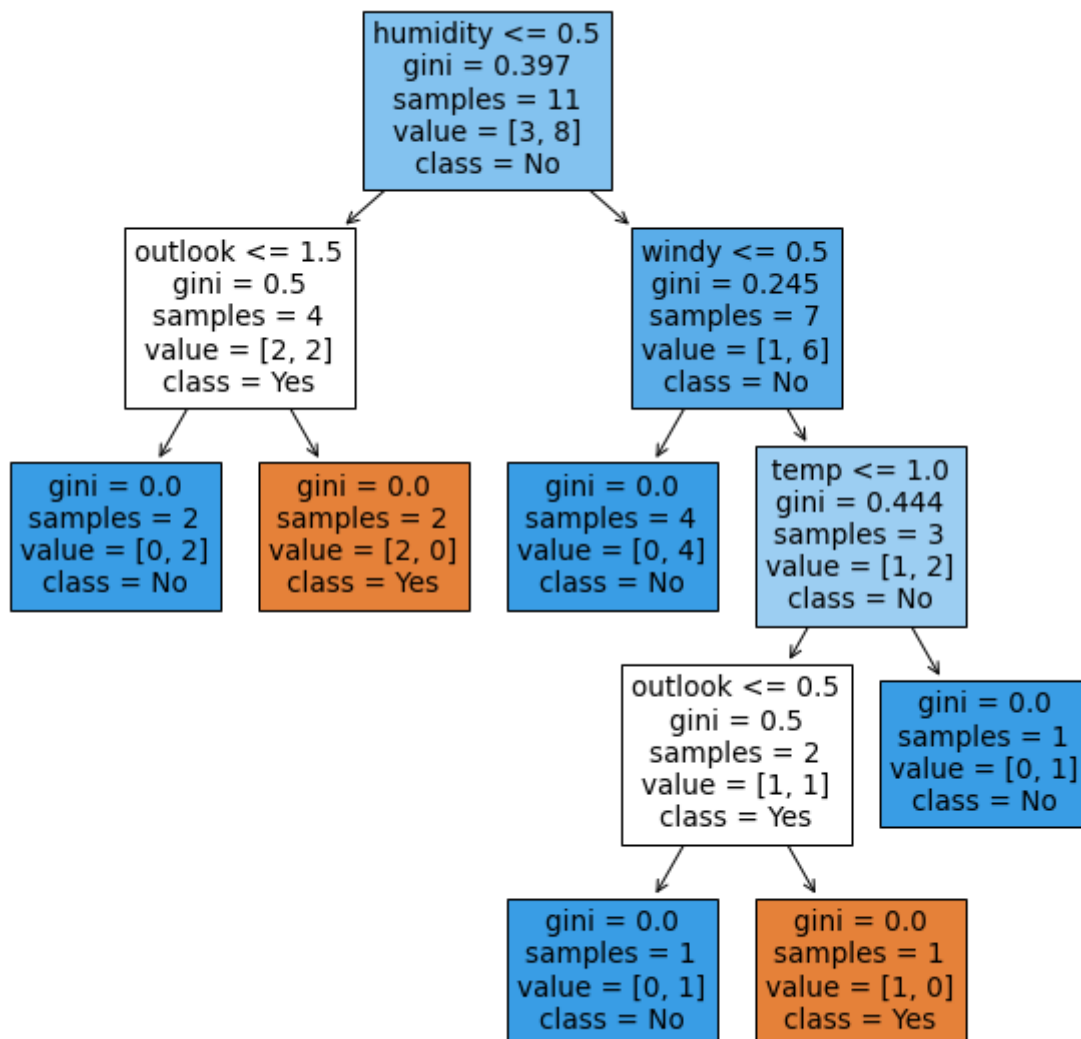 humidity <= 0.5
gini = 0.397
samples = 11
value = [3, 8]
class = No
outlook <= 1.5
gini = 0.5
samples = 4
value = [2, 2]
class = Yes
windy <= 0.5
gini = 0.245
samples = 7
value = [1, 6]
class = No
gini = 0.0
samples = 2
value = [0, 2]
class = No
gini = 0.0
samples = 2
value = [2, 0]
class = Yes
gini = 0.0
samples = 4
value = [0, 4]
class = No
temp <= 1.0
gini = 0.444
samples = 3
value = [1, 2]
class = No
outlook <= 0.5
gini = 0.5
samples = 2
value = [1, 1]
class = Yes
gini = 0.0
samples = 1
value = [0, 1]
class = No
gini = 0.0
samples = 1
value = [0, 1]
class = No
gini = 0.0
samples = 1
value = [1, 0]
class = Yes